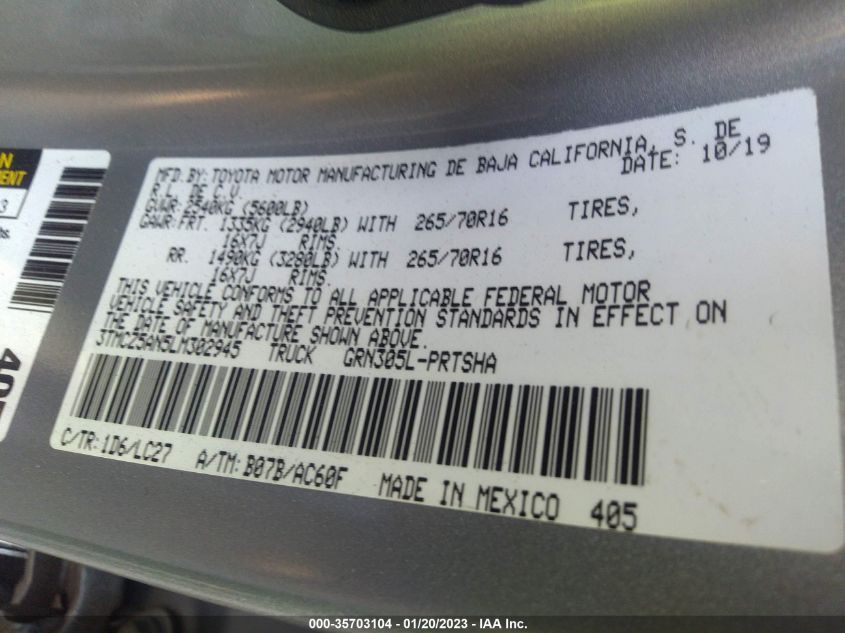 MFD.BY:TOYOTA MOTOR MANUFACTURING DE BAJA CALIFORNIA, S. DE
R.L. DE C.V. DATE: 10/19
GVWR: 2540KG (5600LB)
GAWR:FRT. 1335KG (2940LB) WITH 265/70R16 TIRES,
16X7J RIMS.
RR. 1490KG (3280LB) WITH 265/70R16 TIRES,
16X7J RIMS.
THIS VEHICLE CONFORMS TO ALL APPLICABLE FEDERAL MOTOR
VEHICLE SAFETY AND THEFT PREVENTION STANDARDS IN EFFECT ON
THE DATE OF MANUFACTURE SHOWN ABOVE.
3TMCZ5AN5LM302945 TRUCK GRN305L-PRTSHA
C/TR:1D6/LC27 A/TM:B07B/AC60F MADE IN MEXICO 405
000-35703104 - 01/20/2023 - IAA Inc.